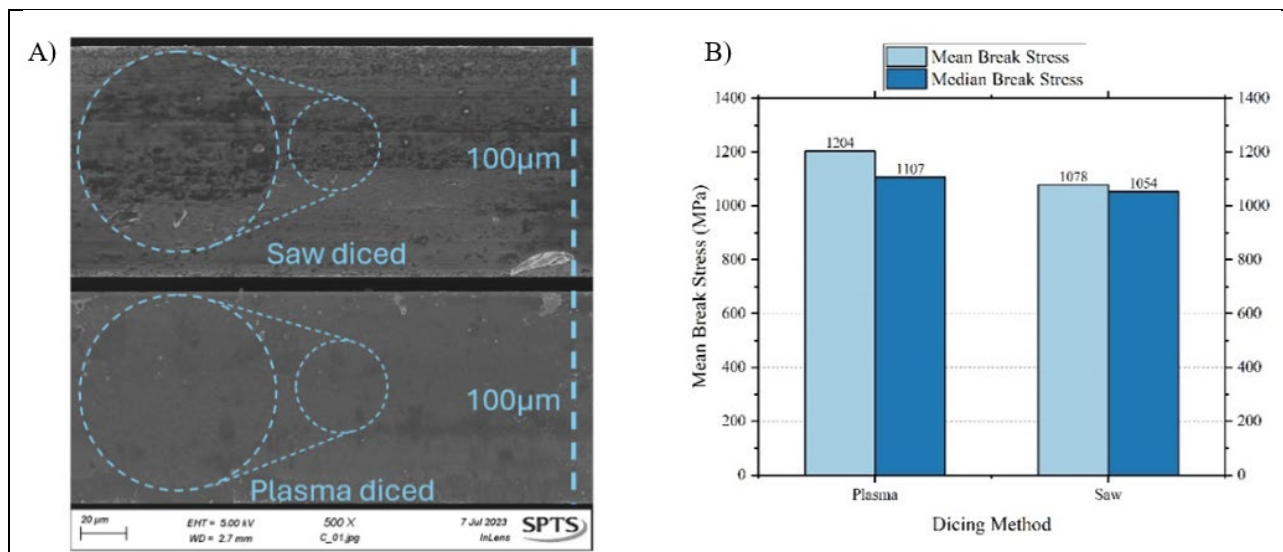 A)
100µm
Saw diced
100µm
Plasma diced
20 µm
EHT = 5.00 kV
WD = 2.7 mm
500 X
C_01.jpg
7 Jul 2023
InLens
SPTS
B)
Mean Break Stress
Median Break Stress
Mean Break Stress (MPa)
1400
1200
1000
800
600
400
200
0
1204
1107
1078
1054
1400
1200
1000
800
600
400
200
0
Plasma
Saw
Dicing Method